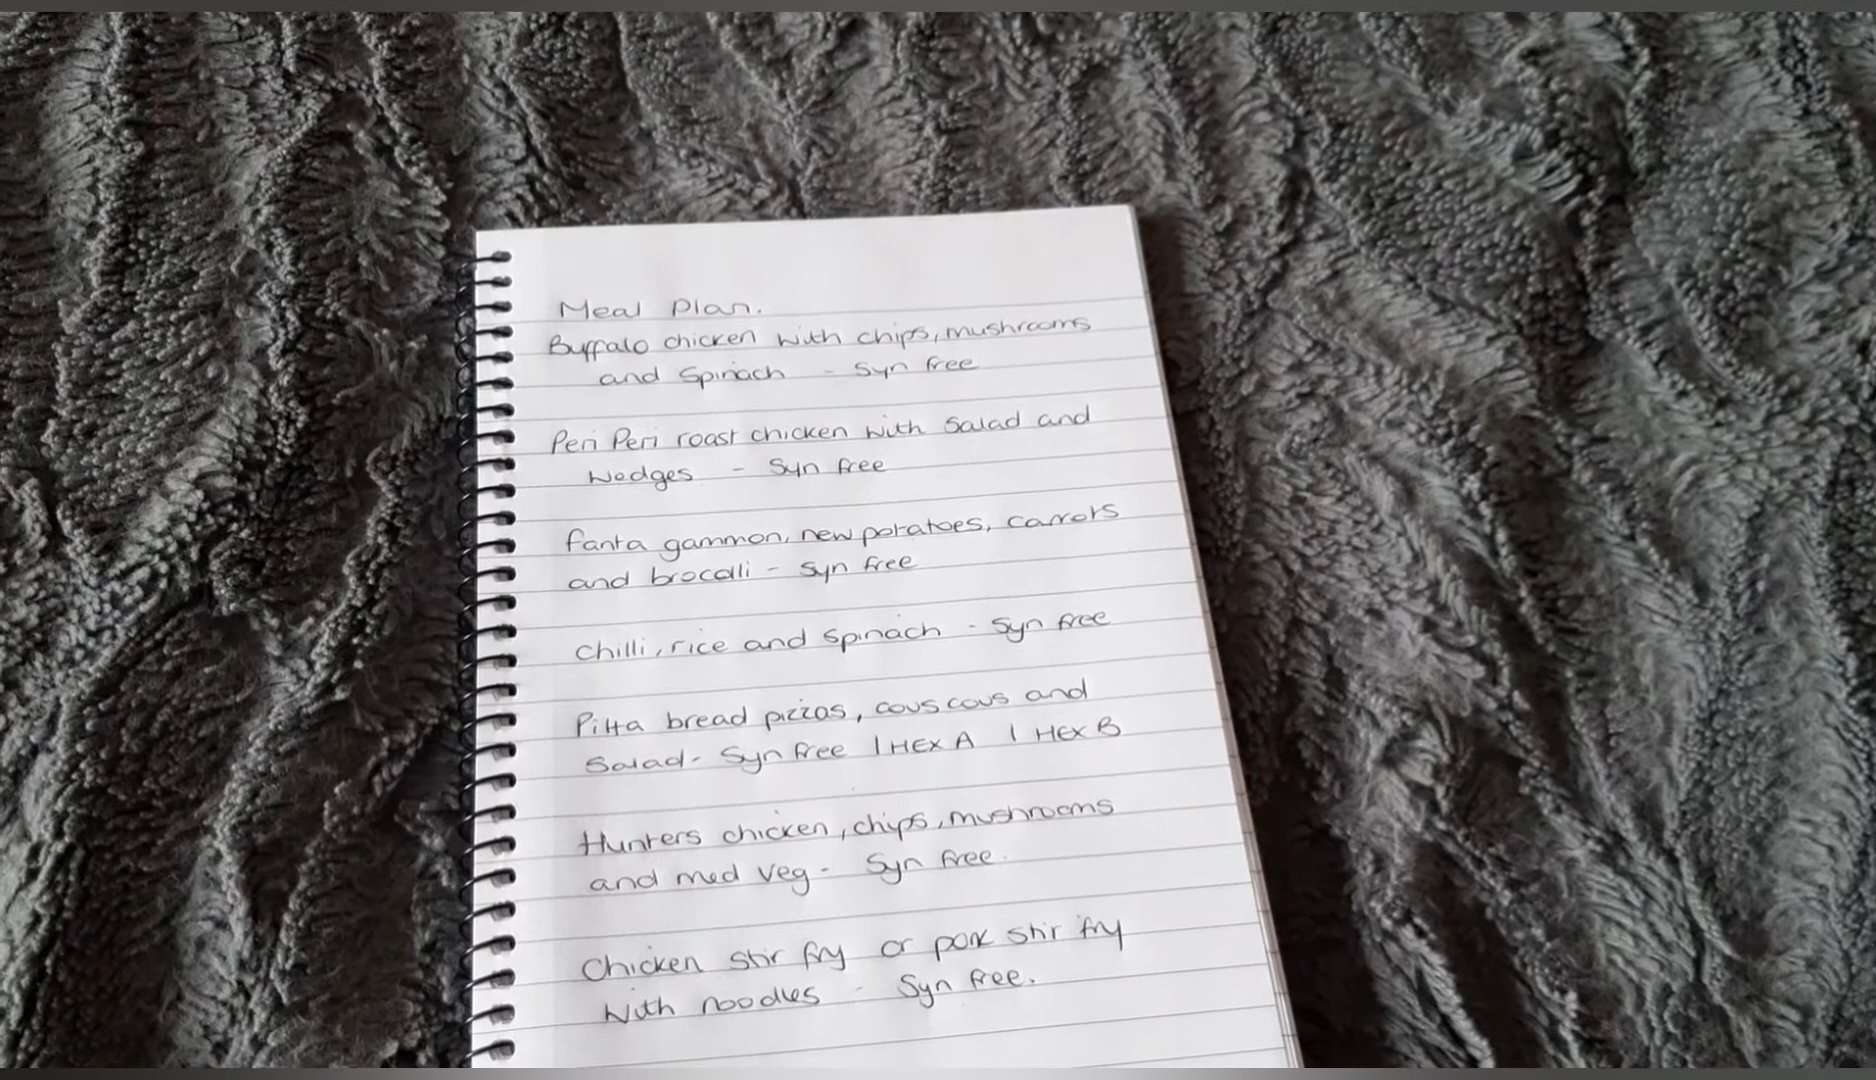 Meal Plan.
Buffalo chicken with chips, mushrooms
and Spinach - Syn free
Peri Peri roast chicken with Salad and
wedges - Syn free
fanta gammon, new potatoes, carrots
and brocolli - Syn free
Chilli, rice and spinach - Syn free
Pitta bread pizzas, cous cous and
Salad - Syn free 1 HEX A 1 HEX B
Hunters chicken, chips, mushrooms
and med veg - Syn free.
Chicken stir fry or pork stir fry
with noodles - Syn free.